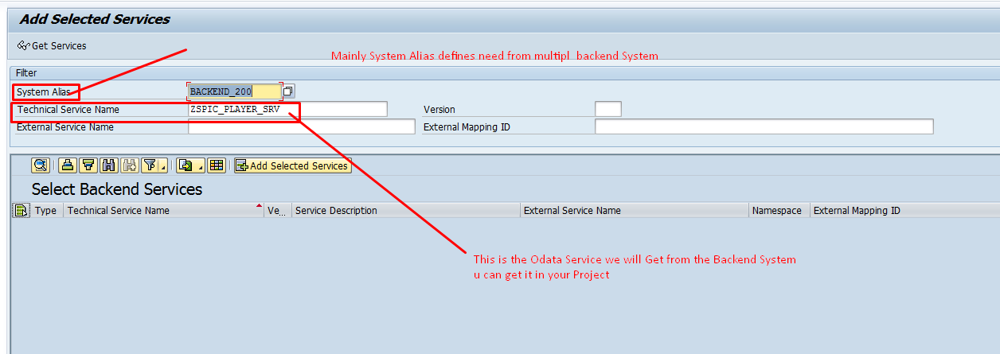 Add Selected Services
Get Services
Mainly System Alias defines need from multipl backend System
Filter
System Alias BACKEND_200
Technical Service Name ZSPIC_PLAYER_SRV Version
External Service Name External Mapping ID
Add Selected Services
Select Backend Services
Type Technical Service Name Ve... Service Description External Service Name Namespace External Mapping ID
This is the Odata Service we will Get from the Backend System
u can get it in your Project